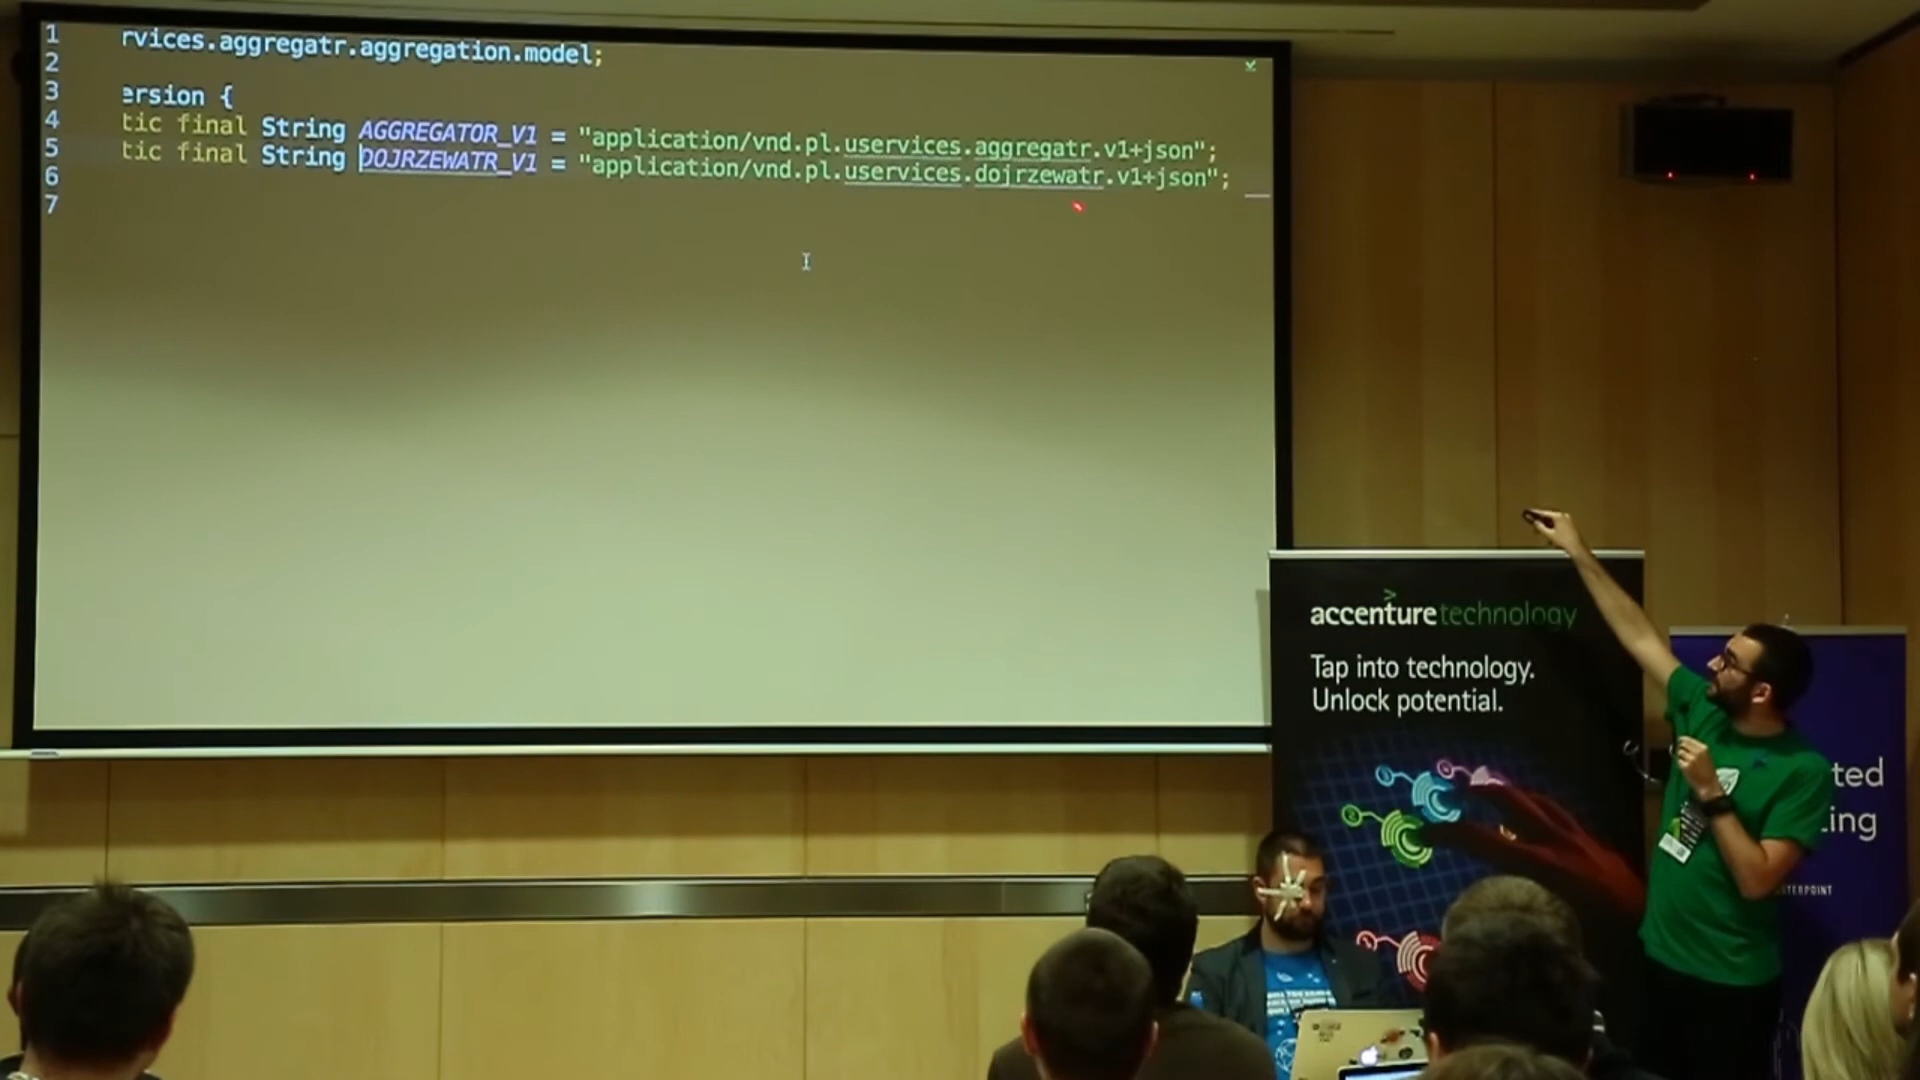 1 rvices.aggregatr.aggregation.model;
2
3 ersion {
4 tic final String AGGREGATOR_V1 = "application/vnd.pl.uservices.aggregatr.v1+json";
5 tic final String DOJRZEWATR_V1 = "application/vnd.pl.uservices.dojrzewatr.v1+json";
6
7
accenturetechnology
Tap into technology.
Unlock potential.
ted
ing
TERPOINT